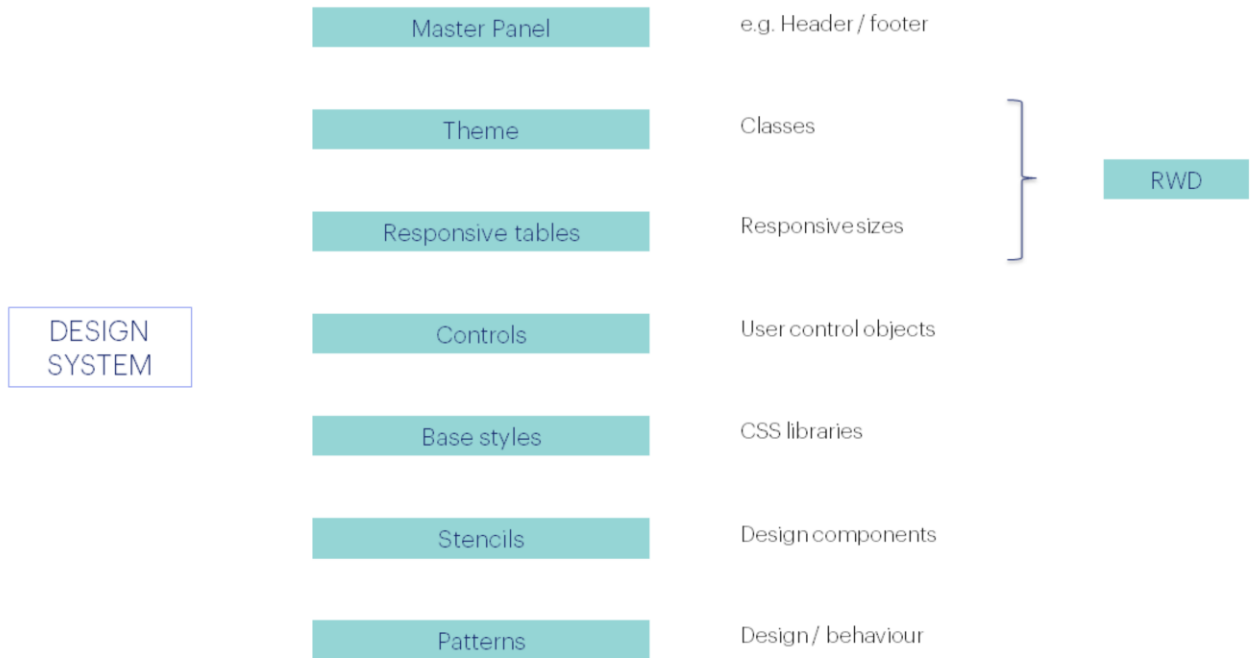 Master Panel
e.g. Header / footer
Theme
Classes
RWD
Responsive tables
Responsive sizes
DESIGN
SYSTEM
Controls
User control objects
Base styles
CSS libraries
Stencils
Design components
Patterns
Design / behaviour